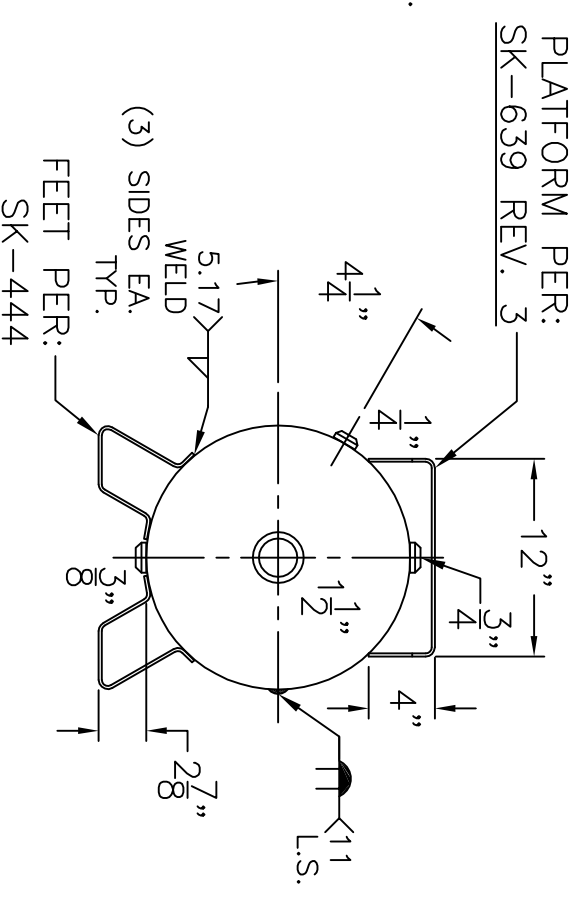 PLATFORM PER:
SK-639 REV. 3
12"
3/4"
4"
1/4"
4 1/4"
1 1/2"
11
L.S.
5.17
WELD
(3) SIDES EA.
TYP.
FEET PER:
SK-444
3/8"
2 7/8"